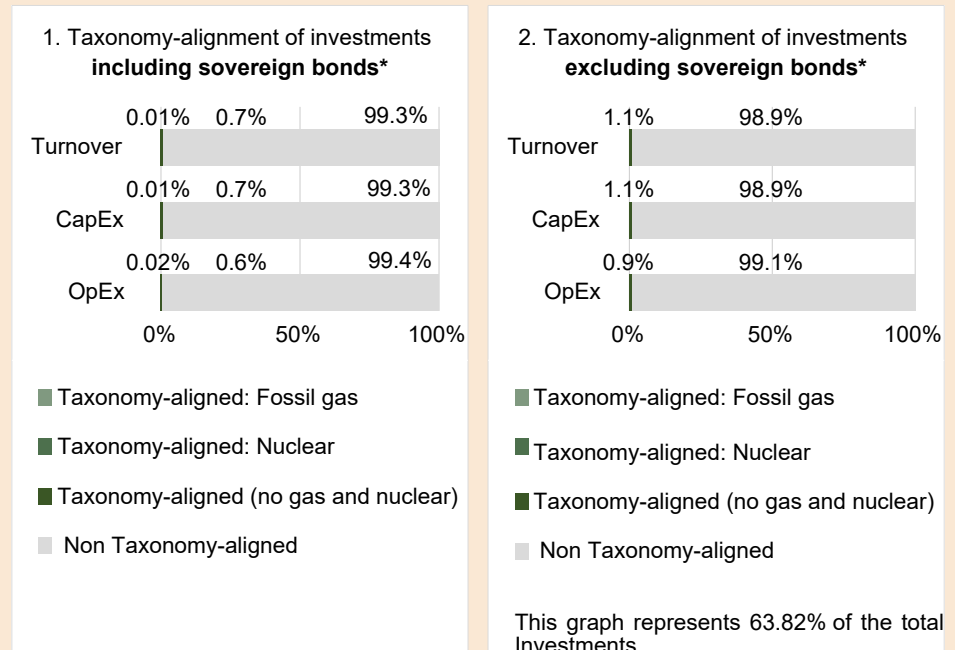 1. Taxonomy-alignment of investments
including sovereign bonds*
0.01% 0.7% 99.3%
Turnover
0.01% 0.7% 99.3%
CapEx
0.02% 0.6% 99.4%
OpEx
0% 50% 100%
Taxonomy-aligned: Fossil gas
Taxonomy-aligned: Nuclear
Taxonomy-aligned (no gas and nuclear)
Non Taxonomy-aligned
2. Taxonomy-alignment of investments
excluding sovereign bonds*
1.1% 98.9%
Turnover
1.1% 98.9%
CapEx
0.9% 99.1%
OpEx
0% 50% 100%
Taxonomy-aligned: Fossil gas
Taxonomy-aligned: Nuclear
Taxonomy-aligned (no gas and nuclear)
Non Taxonomy-aligned
This graph represents 63.82% of the total
Investments